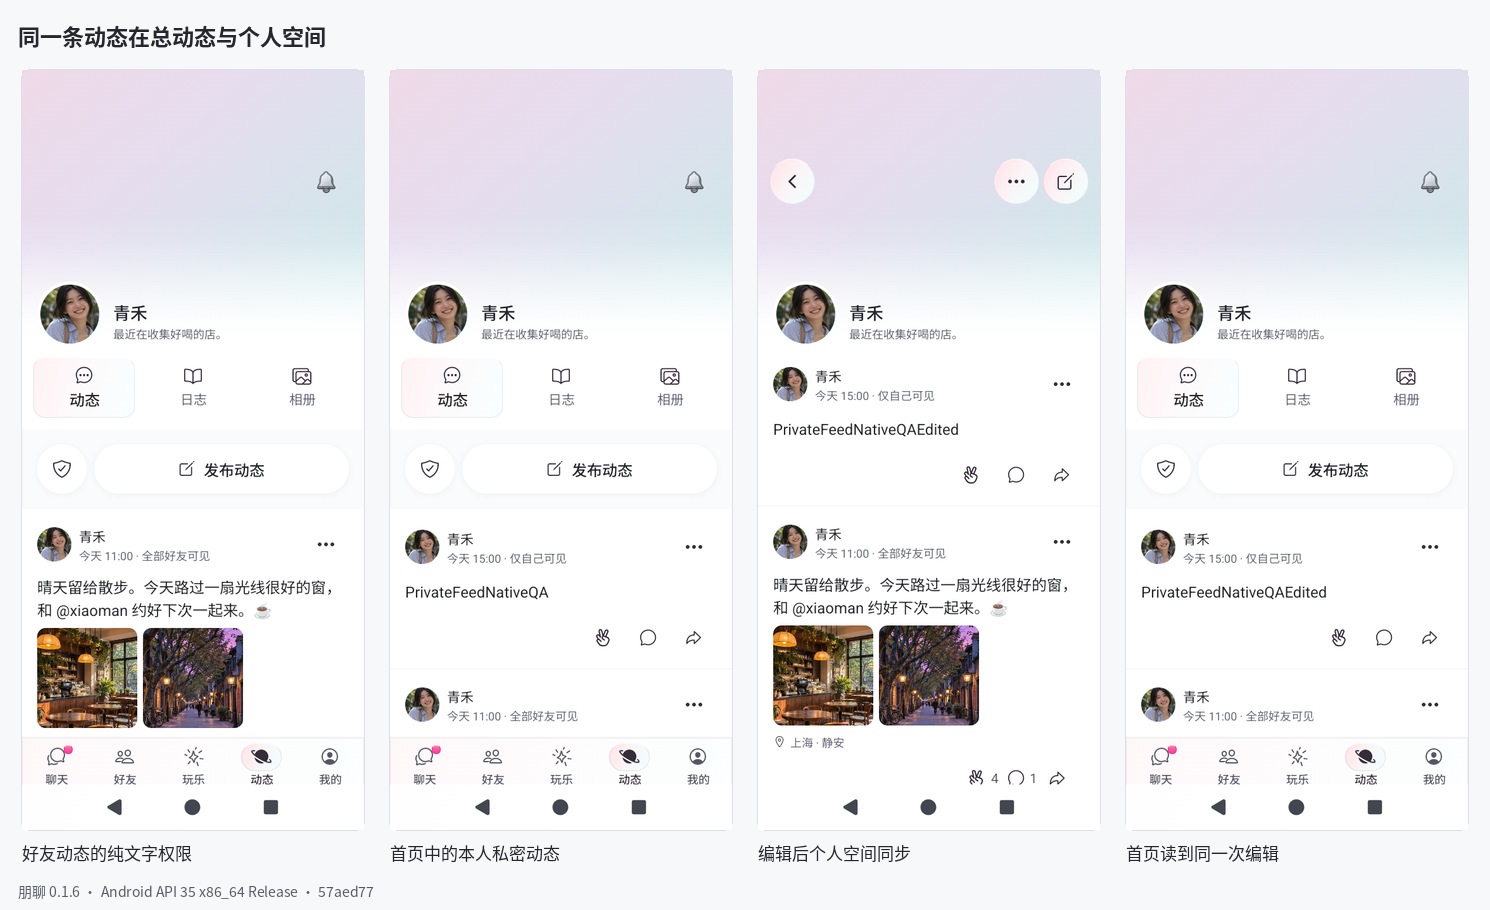 同一条动态在总动态与个人空间
青禾
最近在收集好喝的店。
动态
日志
相册
发布动态
青禾
今天 11:00 · 全部好友可见
晴天留给散步。今天路过一扇光线很好的窗，
和 @xiaoman 约好下次一起来。☕
聊天
好友
玩乐
动态
我的
好友动态的纯文字权限
青禾
最近在收集好喝的店。
动态
日志
相册
发布动态
青禾
今天 15:00 · 仅自己可见
PrivateFeedNativeQA
青禾
今天 11:00 · 全部好友可见
聊天
好友
玩乐
动态
我的
首页中的本人私密动态
青禾
最近在收集好喝的店。
青禾
今天 15:00 · 仅自己可见
PrivateFeedNativeQAEdited
青禾
今天 11:00 · 全部好友可见
晴天留给散步。今天路过一扇光线很好的窗，
和 @xiaoman 约好下次一起来。☕
上海 · 静安
4
1
编辑后个人空间同步
青禾
最近在收集好喝的店。
动态
日志
相册
发布动态
青禾
今天 15:00 · 仅自己可见
PrivateFeedNativeQAEdited
青禾
今天 11:00 · 全部好友可见
聊天
好友
玩乐
动态
我的
首页读到同一次编辑
朋聊 0.1.6 · Android API 35 x86_64 Release · 57aed77